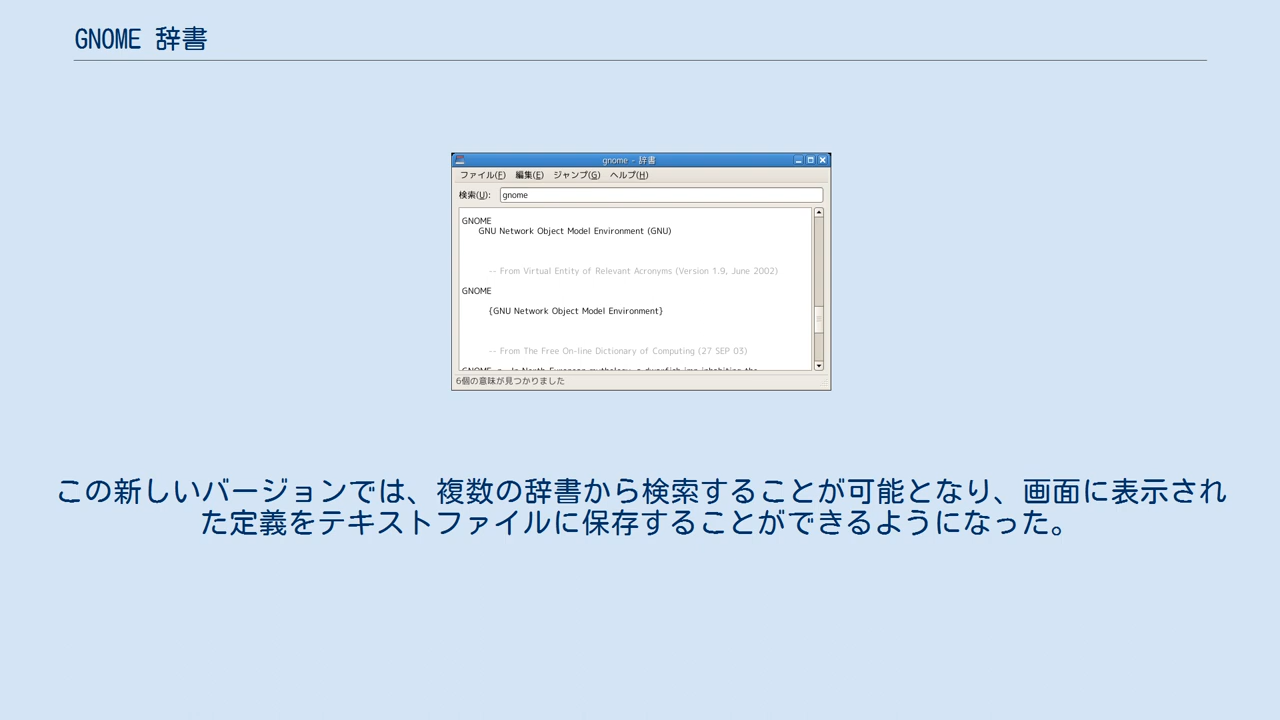 GNOME 辞書
gnome - 辞書
ファイル(F) 編集(E) ジャンプ(G) ヘルプ(H)
検索(U): gnome
GNOME
GNU Network Object Model Environment (GNU)
-- From Virtual Entity of Relevant Acronyms (Version 1.9, June 2002)
GNOME
{GNU Network Object Model Environment}
-- From The Free On-line Dictionary of Computing (27 SEP 03)
6個の意味が見つかりました
この新しいバージョンでは、複数の辞書から検索することが可能となり、画面に表示され
た定義をテキストファイルに保存することができるようになった。